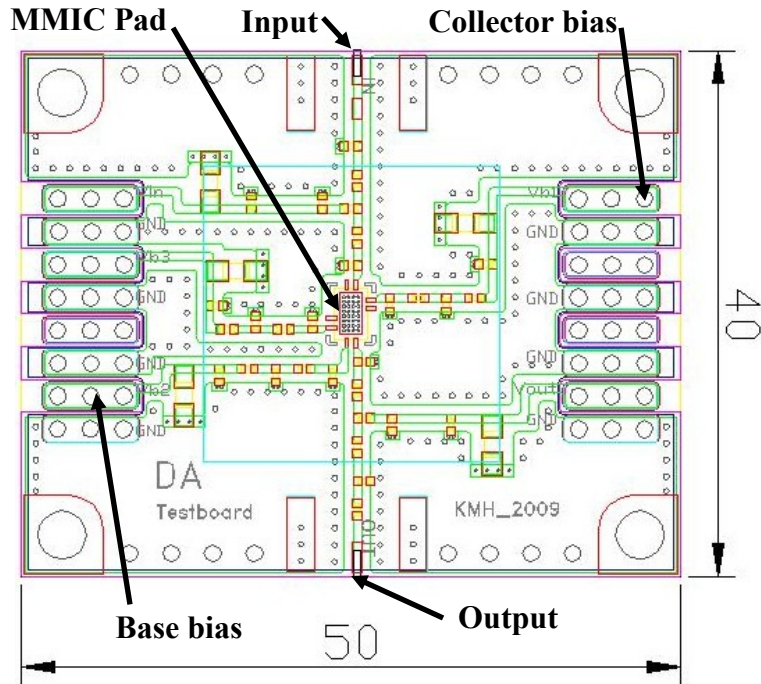 MMIC Pad
Input
Collector bias
IN
Vin
Vb1
GND
GND
Vb3
GND
GND
40
GND
GND
Vb2
Vout
GND
GND
DA
Testboard
KMH_2009
OUT
Base bias
Output
50